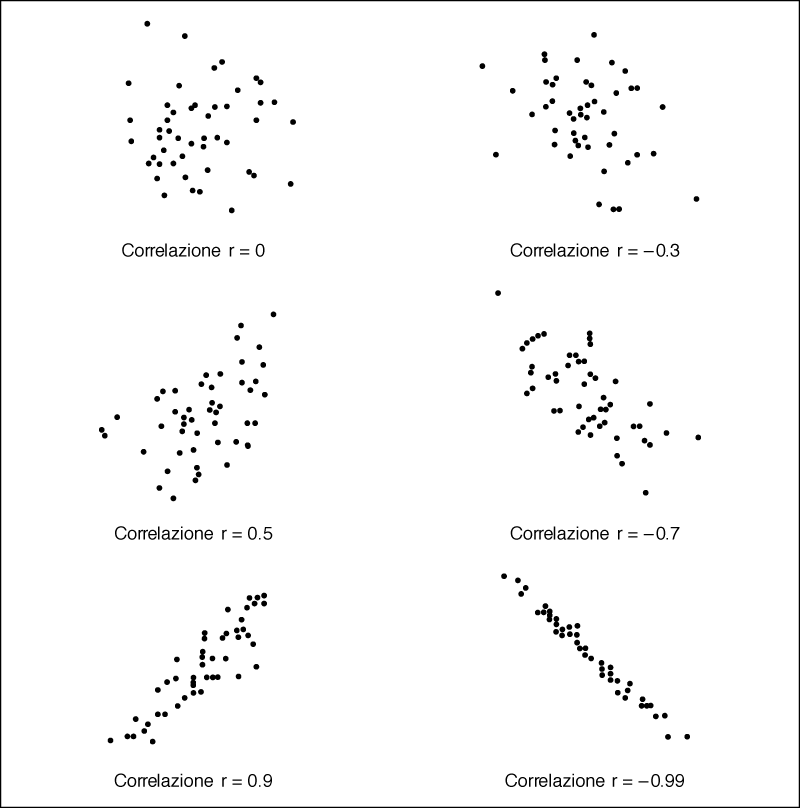 Correlazione r = 0
Correlazione r = −0.3
Correlazione r = 0.5
Correlazione r = −0.7
Correlazione r = 0.9
Correlazione r = −0.99